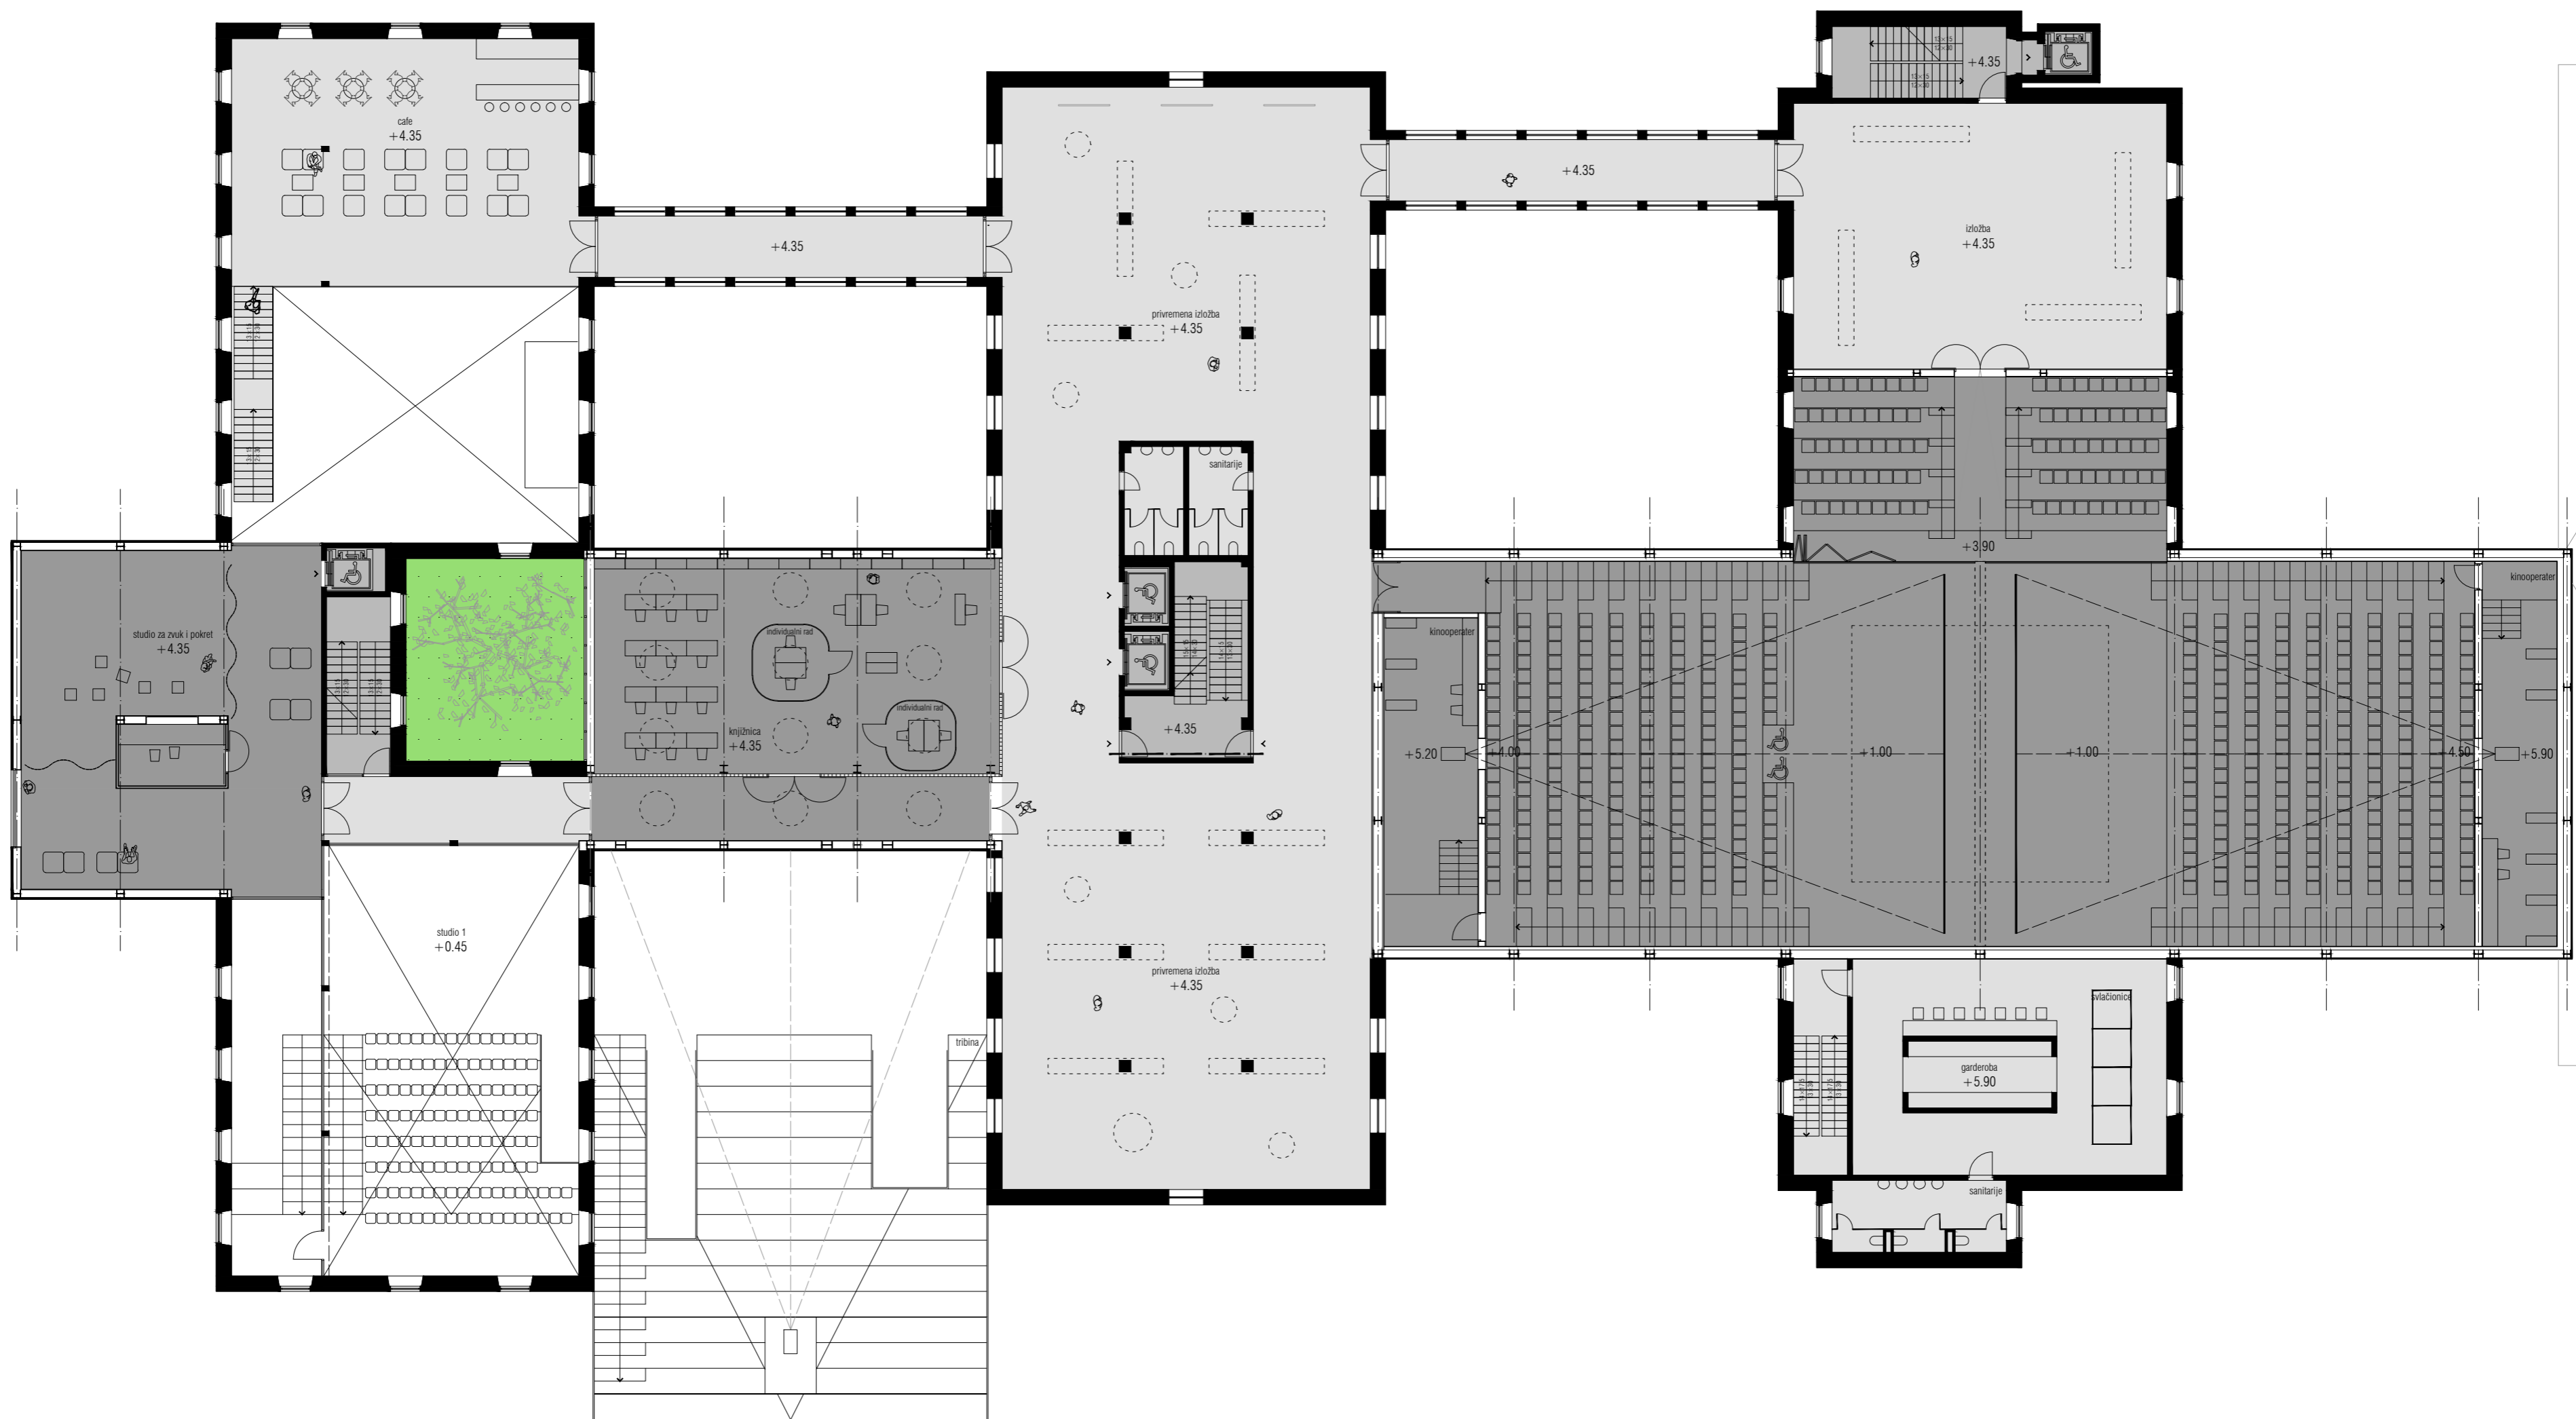 cafe
+4.35
+4.35
privremena izložba
+4.35
+4.35
+4.35
izložba
+4.35
sanitarije
+3.90
studio za zvuk i pokret
+4.35
individualni rad
individualni rad
knjižnica
+4.35
+4.35
kinooperater
+5.20
+4.00
+1.00
+1.00
+4.50
kinooperater
+5.90
studio 1
+0.45
tribina
privremena izložba
+4.35
svlačionice
garderoba
+5.90
sanitarije